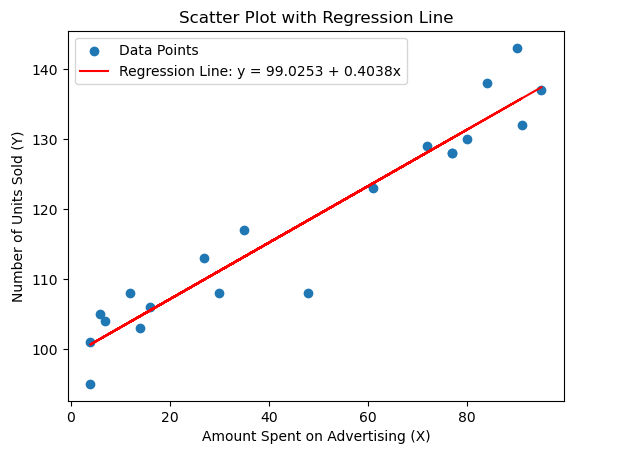 Scatter Plot with Regression Line
Data Points
Regression Line: y = 99.0253 + 0.4038x
Number of Units Sold (Y)
140
130
120
110
100
0 20 40 60 80
Amount Spent on Advertising (X)